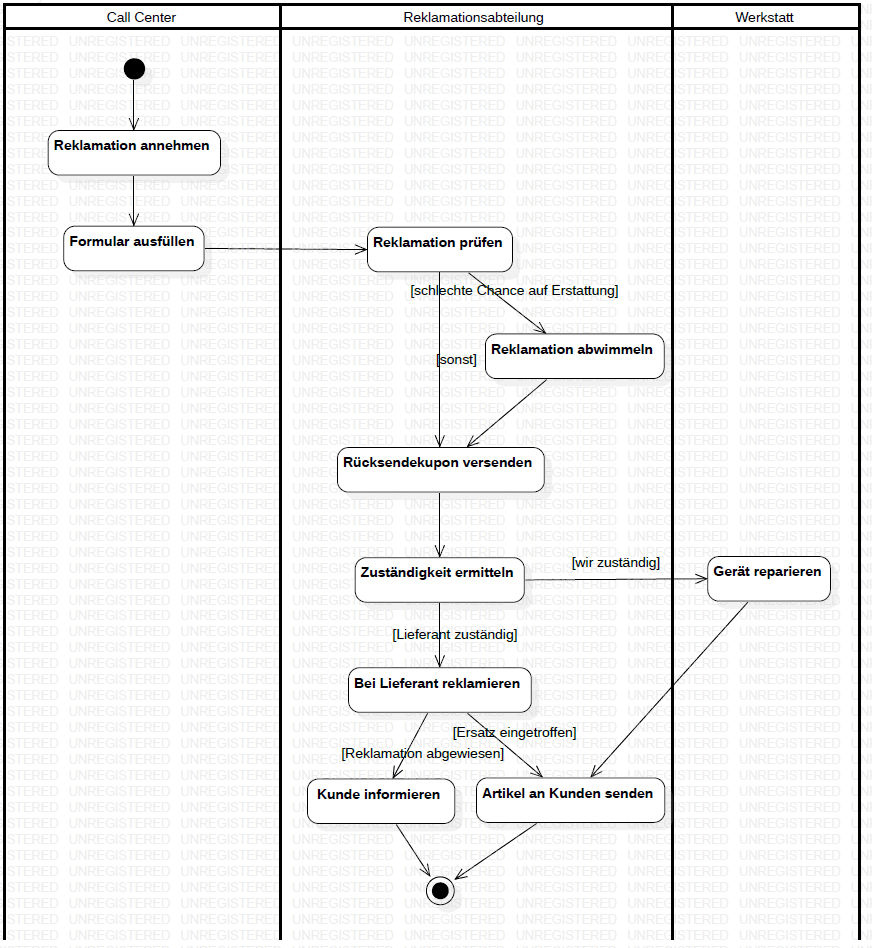 Call Center
Reklamationsabteilung
Werkstatt
Reklamation annehmen
Formular ausfüllen
Reklamation prüfen
[schlechte Chance auf Erstattung]
Reklamation abwimmeln
[sonst]
Rücksendekupon versenden
Zuständigkeit ermitteln
[wir zuständig]
Gerät reparieren
[Lieferant zuständig]
Bei Lieferant reklamieren
[Ersatz eingetroffen]
[Reklamation abgewiesen]
Kunde informieren
Artikel an Kunden senden
UNREGISTERED